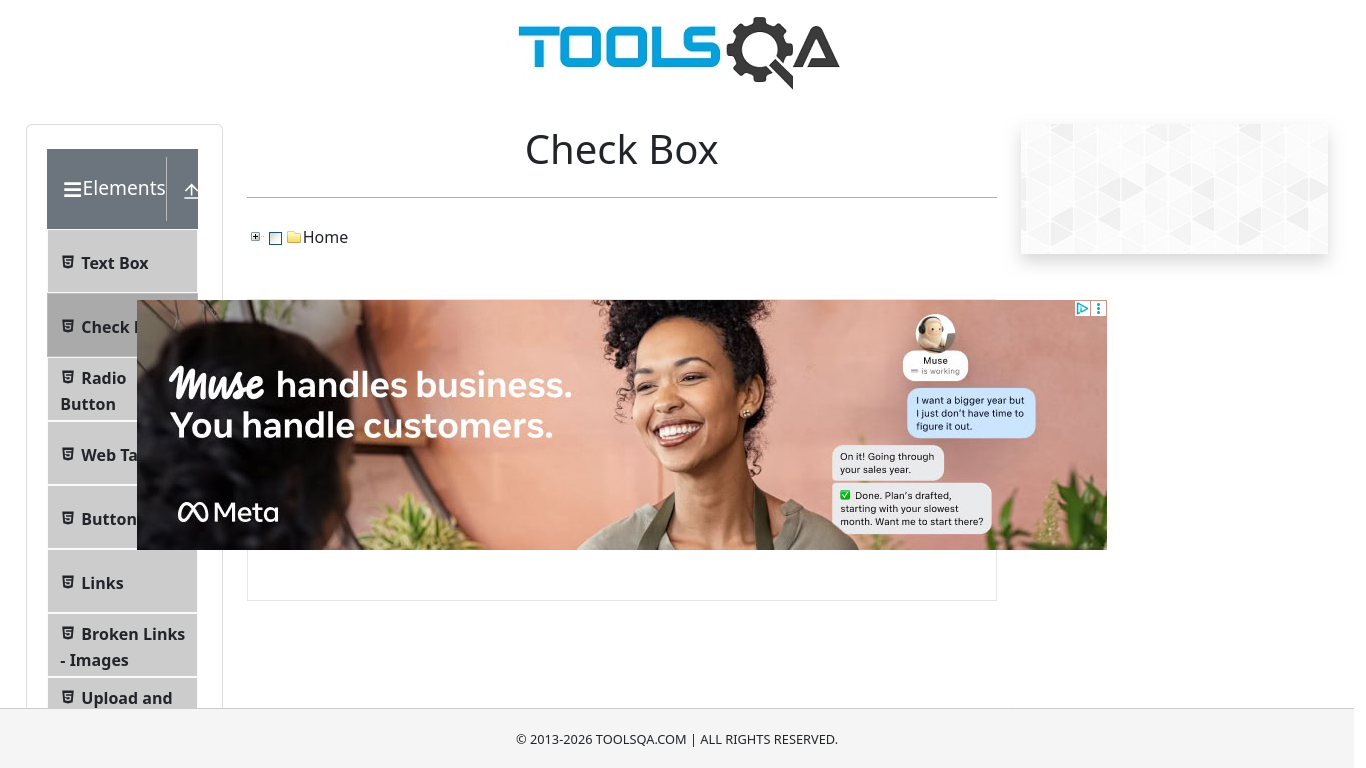 TOOLSQA
Check Box
Elements
Text Box
Check
Radio
Button
Web Ta
Button
Links
Broken Links
- Images
Upload and
Home
Muse handles business.
You handle customers.
Meta
Muse
is working
I want a bigger year but
I just don't have time to
figure it out.
On it! Going through
your sales year.
✅ Done. Plan's drafted,
starting with your slowest
month. Want me to start there?
© 2013-2026 TOOLSQA.COM | ALL RIGHTS RESERVED.